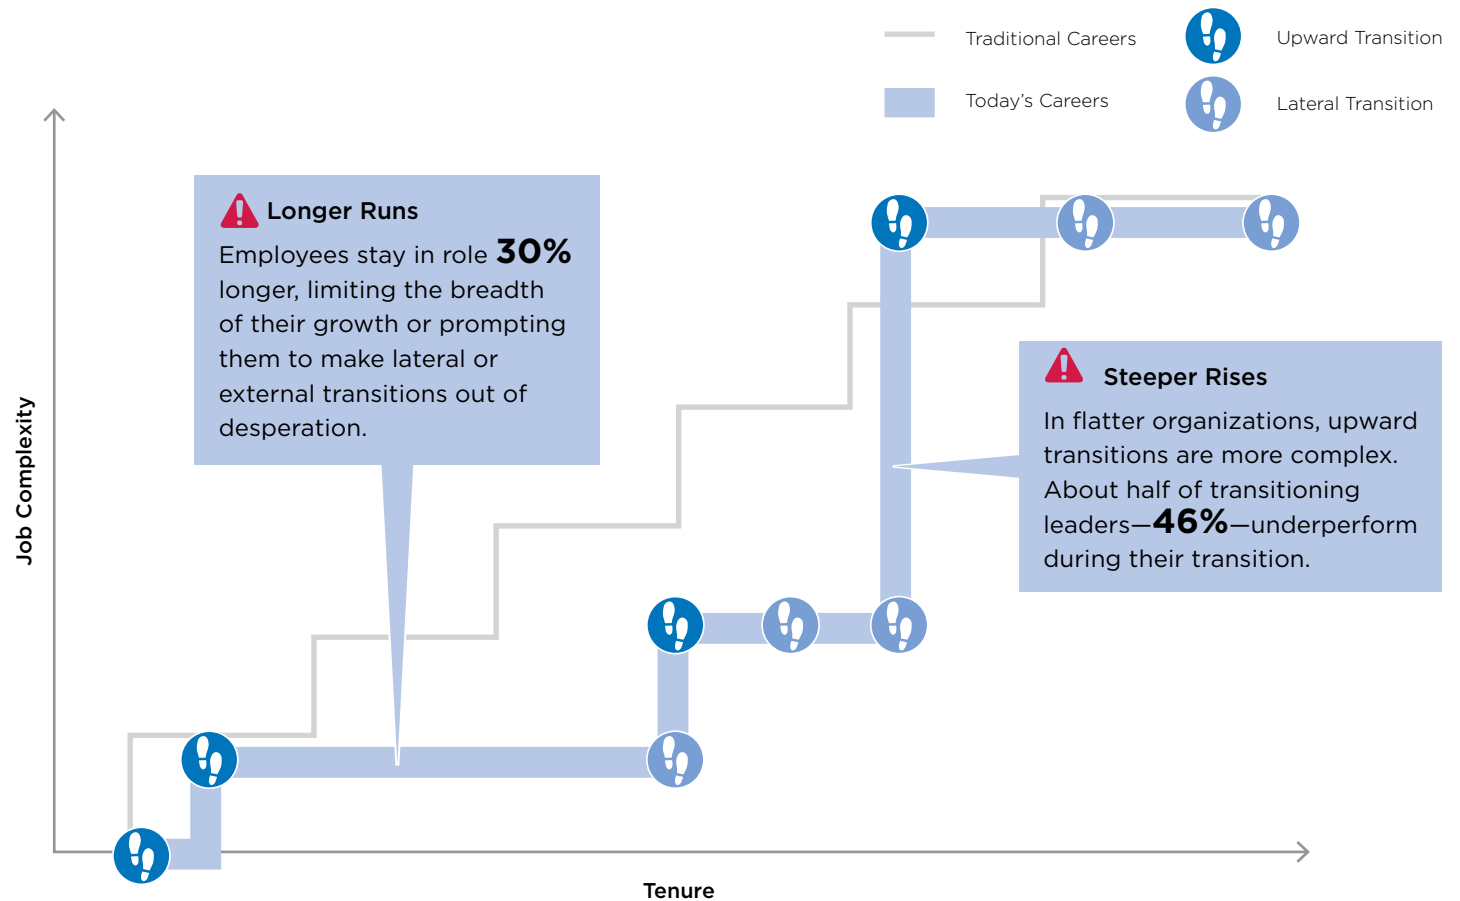 Traditional Careers
Upward Transition
Today’s Careers
Lateral Transition
Longer Runs
Employees stay in role 30%
longer, limiting the breadth
of their growth or prompting
them to make lateral or
external transitions out of
desperation.
Steeper Rises
In flatter organizations, upward
transitions are more complex.
About half of transitioning
leaders—46%—underperform
during their transition.
Job Complexity
Tenure